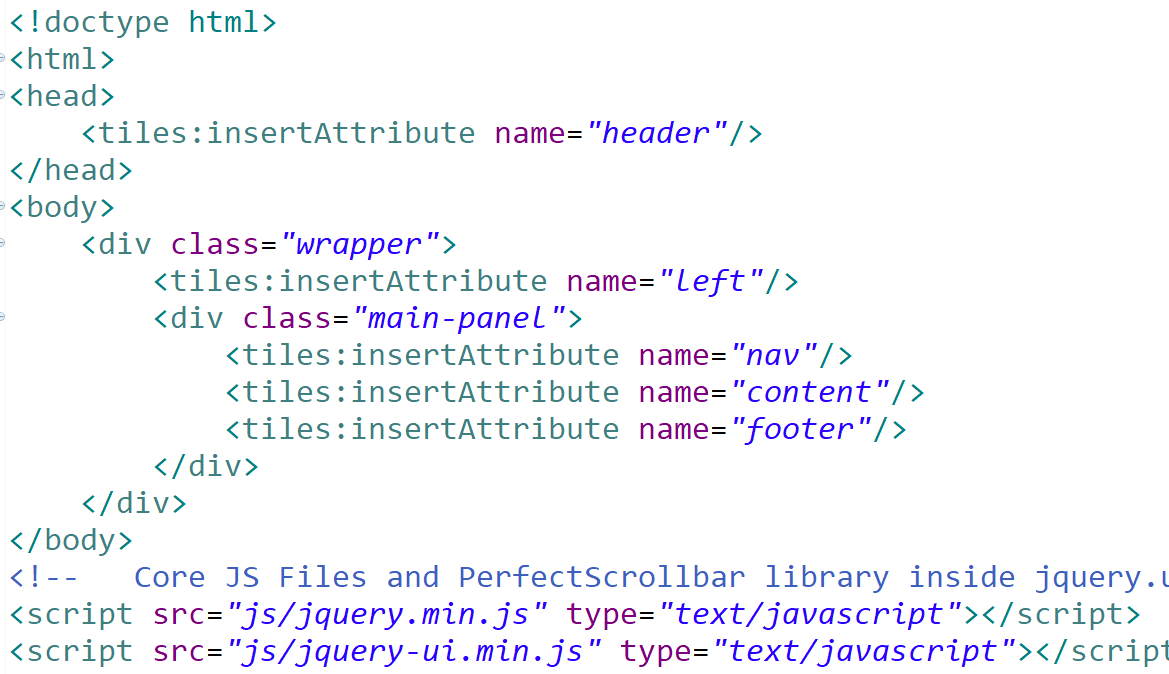 <!doctype html>
<html>
<head>
    <tiles:insertAttribute name="header"/>
</head>
<body>
    <div class="wrapper">
        <tiles:insertAttribute name="left"/>
        <div class="main-panel">
            <tiles:insertAttribute name="nav"/>
            <tiles:insertAttribute name="content"/>
            <tiles:insertAttribute name="footer"/>
        </div>
    </div>
</body>
<!--   Core JS Files and PerfectScrollbar library inside jquery.u
<script src="js/jquery.min.js" type="text/javascript"></script>
<script src="js/jquery-ui.min.js" type="text/javascript"></script